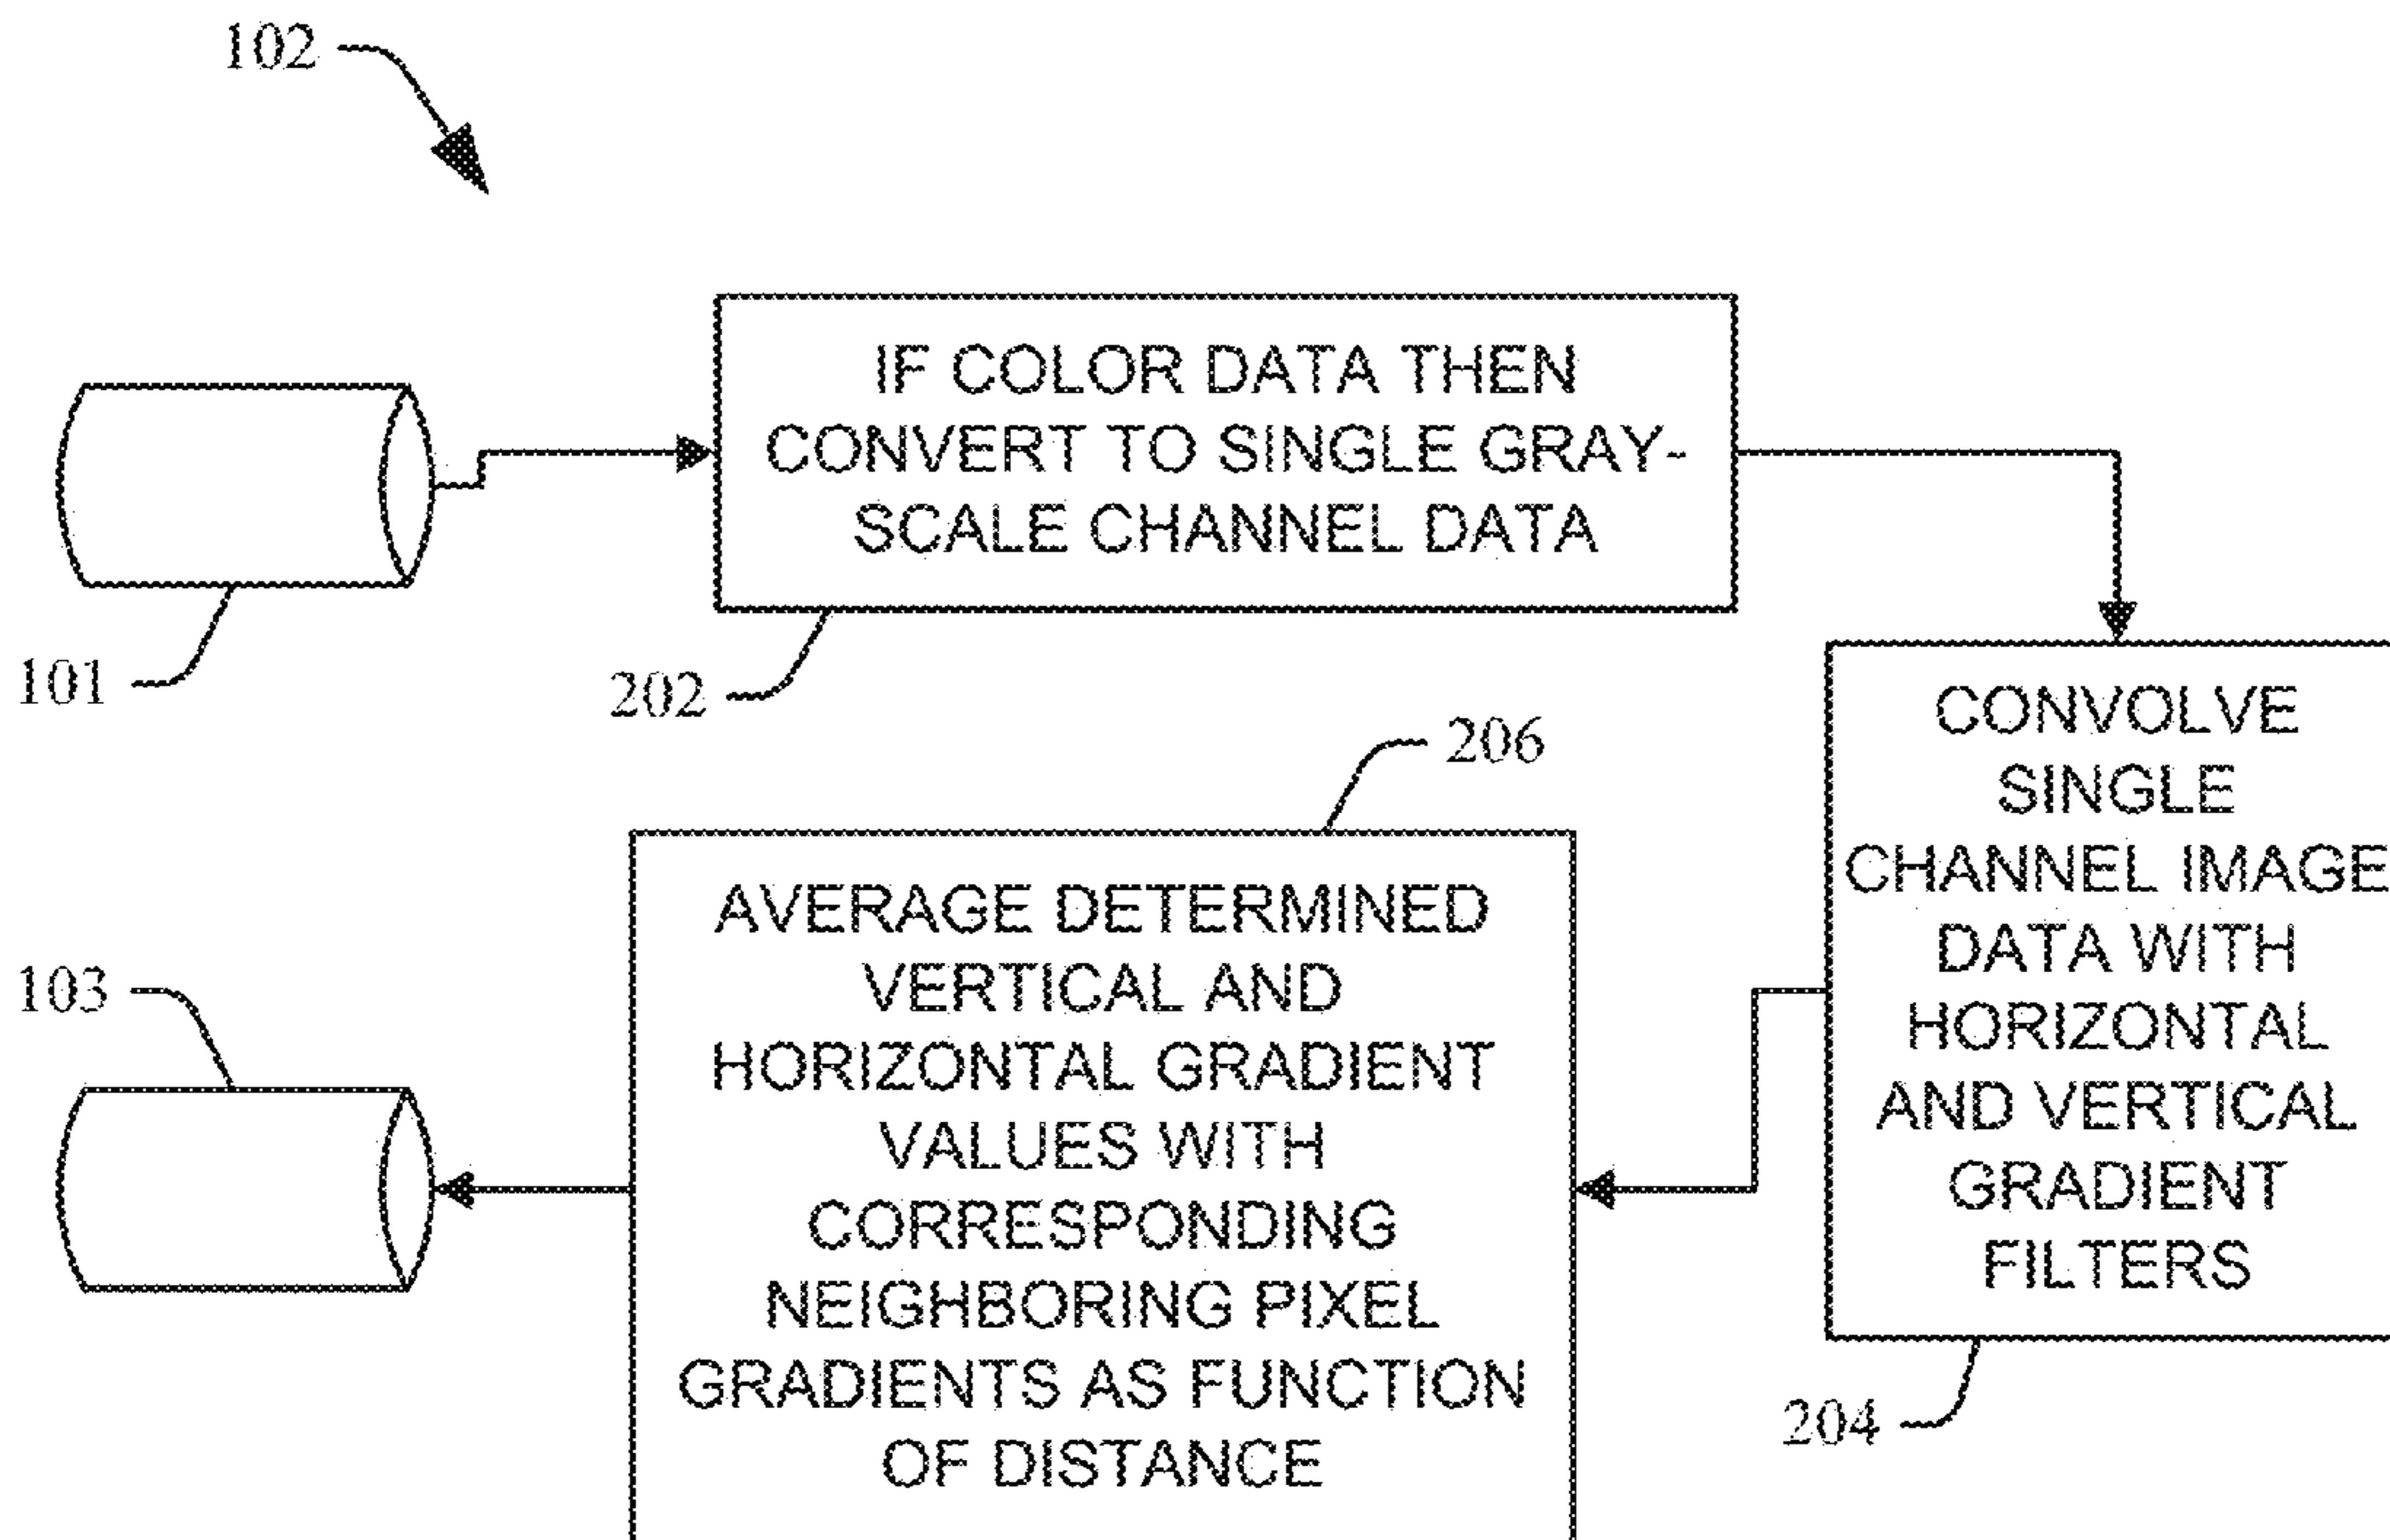 102
IF COLOR DATA THEN
CONVERT TO SINGLE GRAY-
SCALE CHANNEL DATA
101
202
206
CONVOLVE
SINGLE
CHANNEL IMAGE
DATA WITH
HORIZONTAL
AND VERTICAL
GRADIENT
FILTERS
204
AVERAGE DETERMINED
VERTICAL AND
HORIZONTAL GRADIENT
VALUES WITH
CORRESPONDING
NEIGHBORING PIXEL
GRADIENTS AS FUNCTION
OF DISTANCE
103